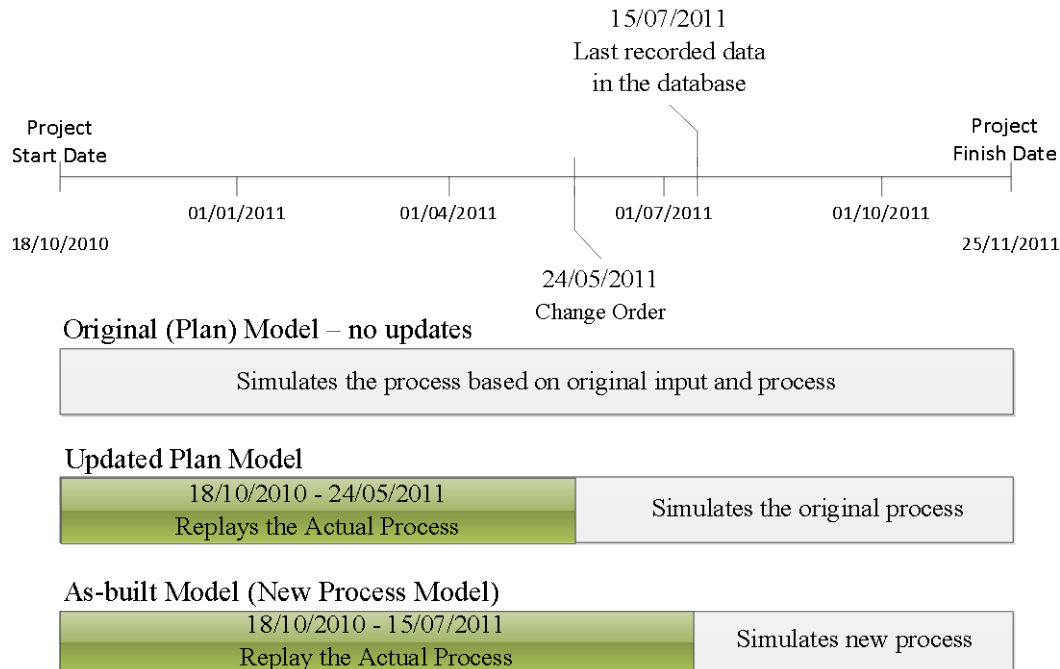 15/07/2011
Last recorded data
in the database
Project
Start Date
Project
Finish Date
01/01/2011
01/04/2011
01/07/2011
01/10/2011
18/10/2010
25/11/2011
24/05/2011
Change Order
Original (Plan) Model – no updates
Simulates the process based on original input and process
Updated Plan Model
18/10/2010 - 24/05/2011
Replays the Actual Process
Simulates the original process
As-built Model (New Process Model)
18/10/2010 - 15/07/2011
Replay the Actual Process
Simulates new process